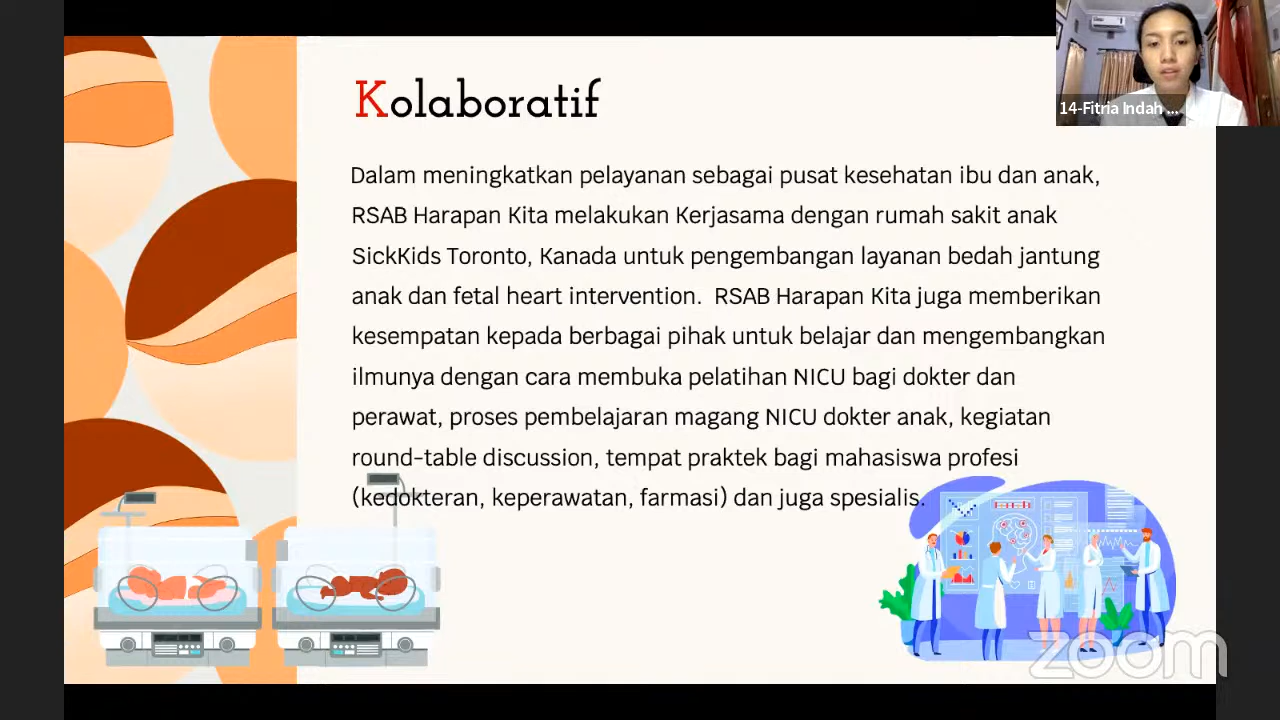 Kolaboratif
14-Fitria Indah ...
Dalam meningkatkan pelayanan sebagai pusat kesehatan ibu dan anak,
RSAB Harapan Kita melakukan Kerjasama dengan rumah sakit anak
SickKids Toronto, Kanada untuk pengembangan layanan bedah jantung
anak dan fetal heart intervention. RSAB Harapan Kita juga memberikan
kesempatan kepada berbagai pihak untuk belajar dan mengembangkan
ilmunya dengan cara membuka pelatihan NICU bagi dokter dan
perawat, proses pembelajaran magang NICU dokter anak, kegiatan
round-table discussion, tempat praktek bagi mahasiswa profesi
(kedokteran, keperawatan, farmasi) dan juga spesialis.
zoom